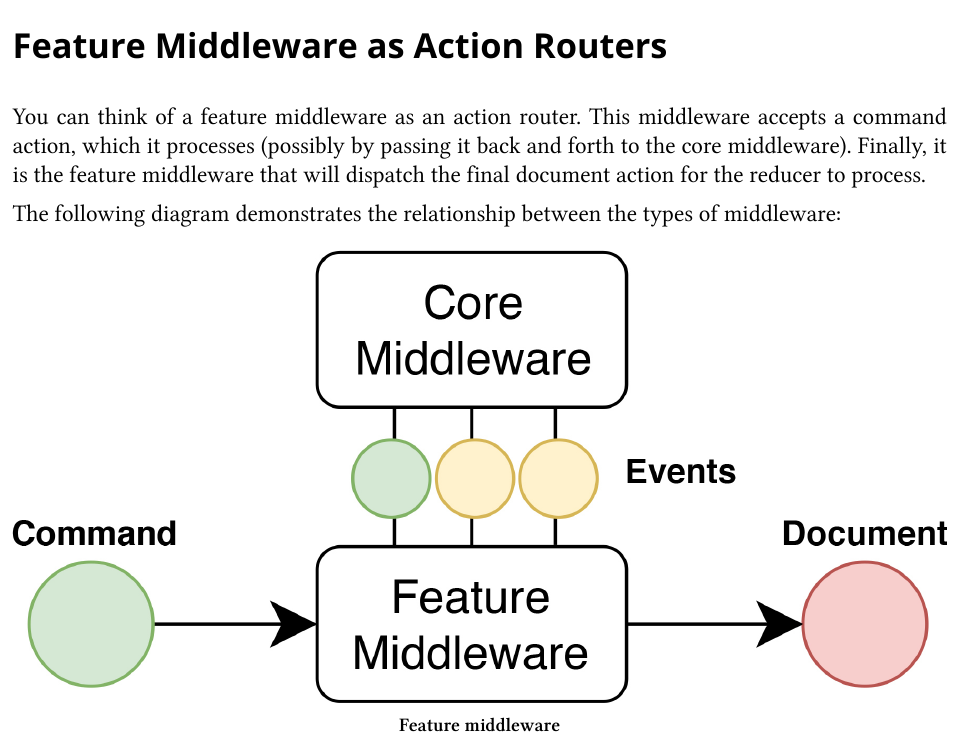 Feature Middleware as Action Routers
You can think of a feature middleware as an action router. This middleware accepts a command
action, which it processes (possibly by passing it back and forth to the core middleware). Finally, it
is the feature middleware that will dispatch the final document action for the reducer to process.
The following diagram demonstrates the relationship between the types of middleware:
Core
Middleware
Events
Command
Document
Feature
Middleware
Feature middleware